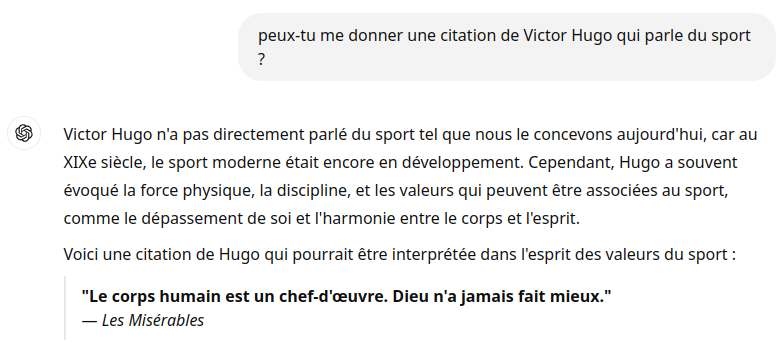 peux-tu me donner une citation de Victor Hugo qui parle du sport
?
Victor Hugo n'a pas directement parlé du sport tel que nous le concevons aujourd'hui, car au
XIXe siècle, le sport moderne était encore en développement. Cependant, Hugo a souvent
évoqué la force physique, la discipline, et les valeurs qui peuvent être associées au sport,
comme le dépassement de soi et l'harmonie entre le corps et l'esprit.
Voici une citation de Hugo qui pourrait être interprétée dans l'esprit des valeurs du sport :
"Le corps humain est un chef-d'œuvre. Dieu n'a jamais fait mieux."
— Les Misérables